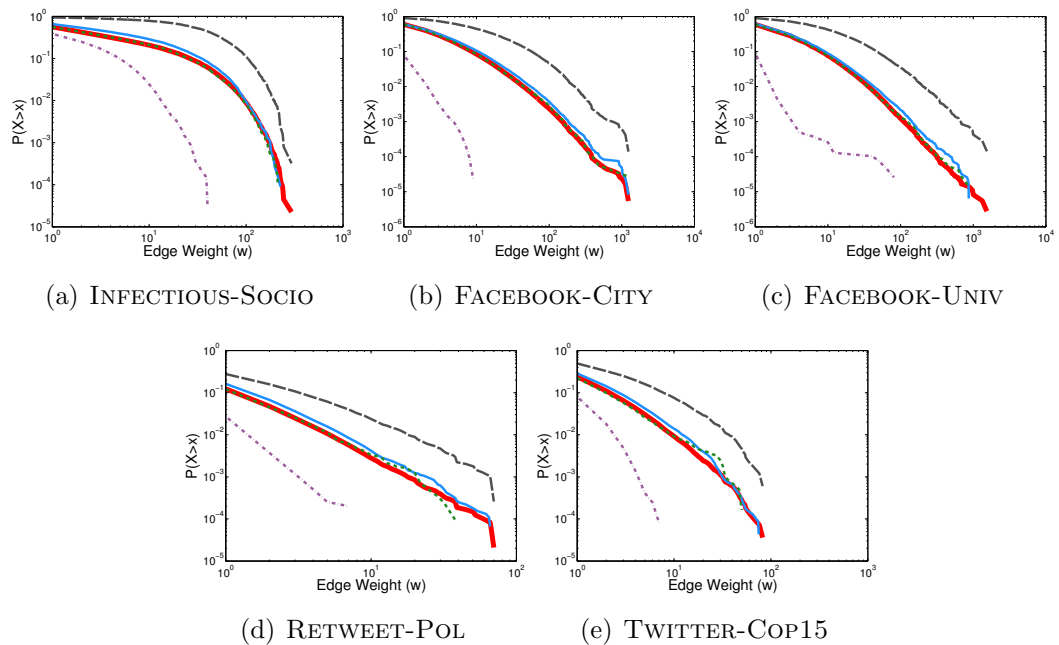 10^0
10^-1
10^-2
10^-3
10^-4
10^-5
P(X>x)
10^0 10^1 10^2 10^3
Edge Weight (w)
(a) INFECTIOUS-SOCIO
10^0
10^-1
10^-2
10^-3
10^-4
10^-5
10^-6
P(X>x)
10^0 10^1 10^2 10^3 10^4
Edge Weight (w)
(b) FACEBOOK-CITY
10^0
10^-1
10^-2
10^-3
10^-4
10^-5
10^-6
P(X>x)
10^0 10^1 10^2 10^3 10^4
Edge Weight (w)
(c) FACEBOOK-UNIV
10^0
10^-1
10^-2
10^-3
10^-4
10^-5
P(X>x)
10^0 10^1 10^2
Edge Weight (w)
(d) RETWEET-POL
10^0
10^-1
10^-2
10^-3
10^-4
10^-5
P(X>x)
10^0 10^1 10^2 10^3
Edge Weight (w)
(e) TWITTER-COP15